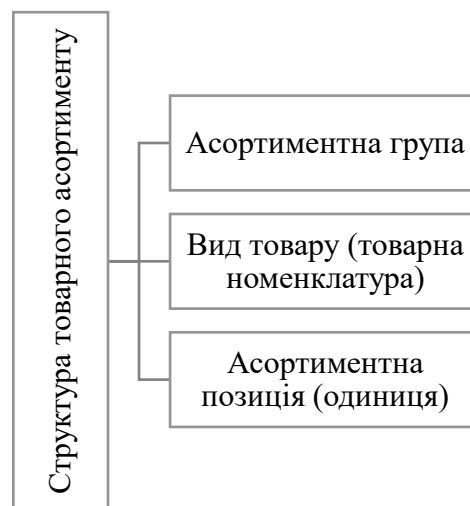 Структура товарного асортименту
Асортиментна група
Вид товару (товарна
номенклатура)
Асортиментна
позиція (одиниця)